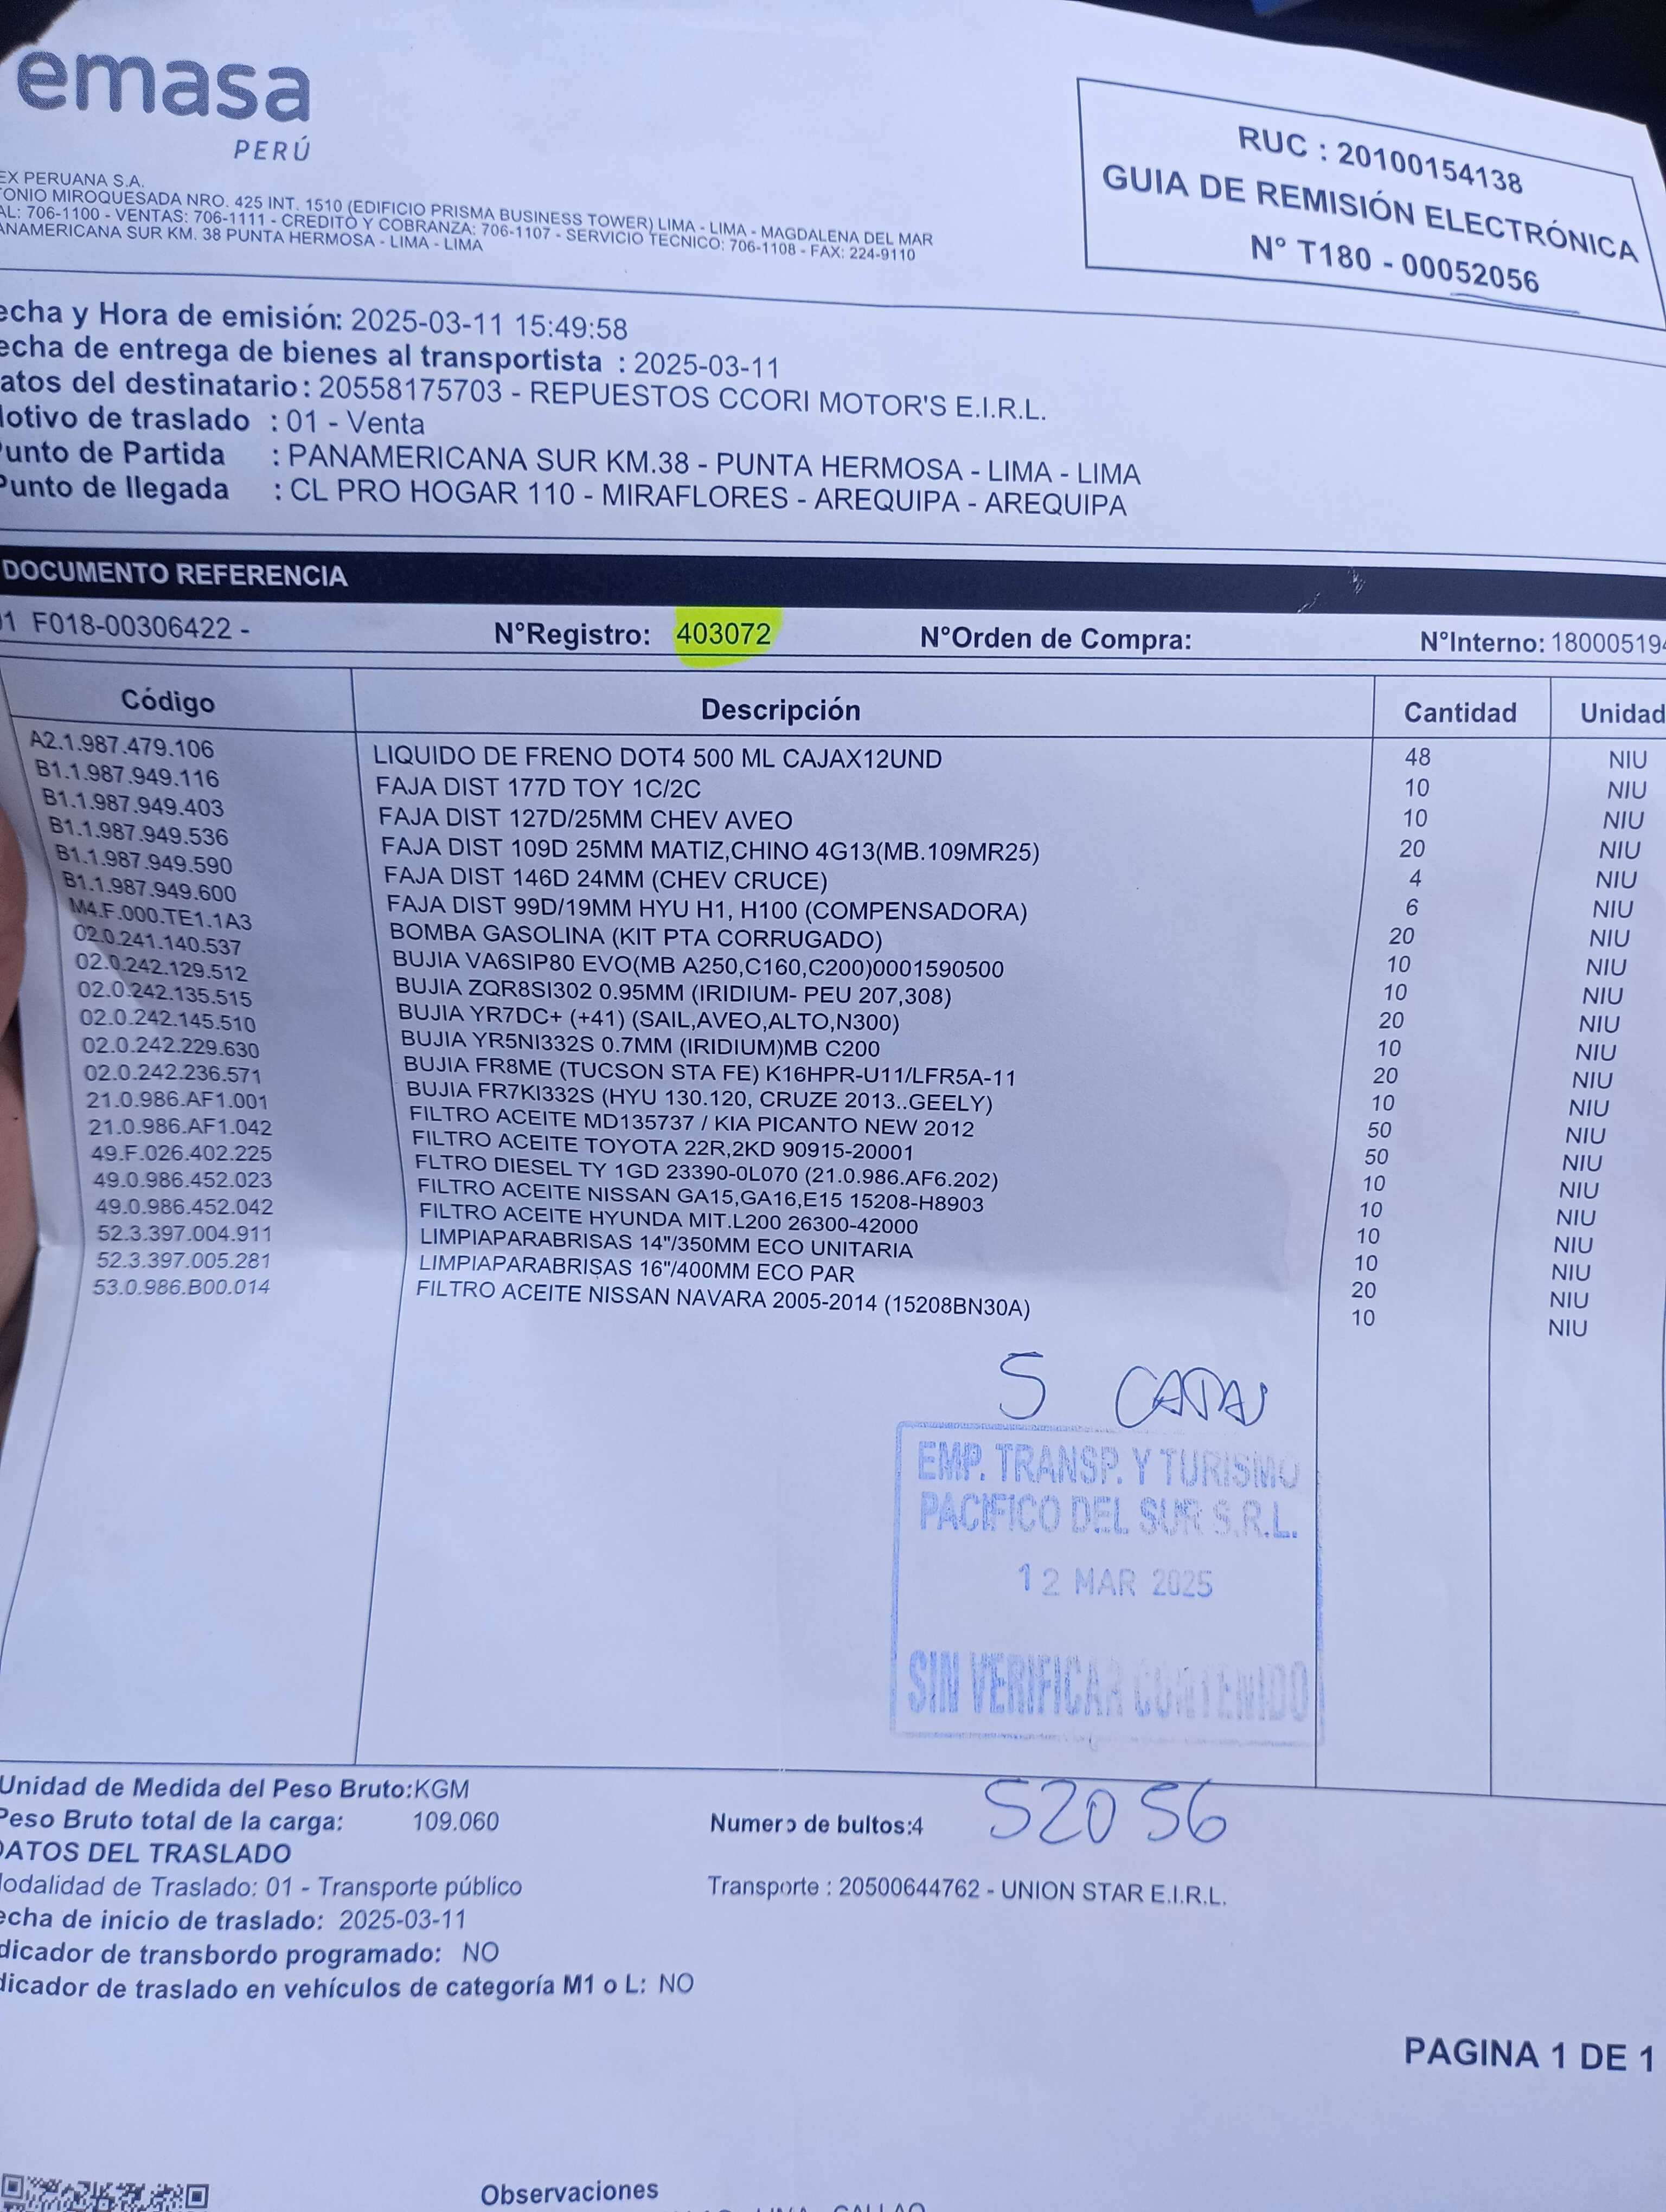 emasa
PERÚ
EX PERUANA S.A.
TONIO MIROQUESADA NRO. 425 INT. 1510 (EDIFICIO PRISMA BUSINESS TOWER) LIMA - LIMA - MAGDALENA DEL MAR
AL: 706-1100 - VENTAS: 706-1111 - CREDITO Y COBRANZA: 706-1107 - SERVICIO TECNICO: 706-1108 - FAX: 224-9110
ANAMERICANA SUR KM. 38 PUNTA HERMOSA - LIMA - LIMA
RUC : 20100154138
GUIA DE REMISIÓN ELECTRÓNICA
N° T180 - 00052056
echa y Hora de emisión: 2025-03-11 15:49:58
echa de entrega de bienes al transportista : 2025-03-11
atos del destinatario: 20558175703 - REPUESTOS CCORI MOTOR'S E.I.R.L.
otivo de traslado : 01 - Venta
unto de Partida : PANAMERICANA SUR KM.38 - PUNTA HERMOSA - LIMA - LIMA
Punto de llegada : CL PRO HOGAR 110 - MIRAFLORES - AREQUIPA - AREQUIPA
DOCUMENTO REFERENCIA
01 F018-00306422 - N°Registro: 403072 N°Orden de Compra: N°Interno: 180005194
Código Descripción Cantidad Unidad
A2.1.987.479.106 LIQUIDO DE FRENO DOT4 500 ML CAJAX12UND 48 NIU
B1.1.987.949.116 FAJA DIST 177D TOY 1C/2C 10 NIU
B1.1.987.949.403 FAJA DIST 127D/25MM CHEV AVEO 10 NIU
B1.1.987.949.536 FAJA DIST 109D 25MM MATIZ,CHINO 4G13(MB.109MR25) 20 NIU
B1.1.987.949.590 FAJA DIST 146D 24MM (CHEV CRUCE) 4 NIU
B1.1.987.949.600 FAJA DIST 99D/19MM HYU H1, H100 (COMPENSADORA) 6 NIU
M4.F.000.TE1.1A3 BOMBA GASOLINA (KIT PTA CORRUGADO) 20 NIU
02.0.241.140.537 BUJIA VA6SIP80 EVO(MB A250,C160,C200)0001590500 10 NIU
02.0.242.129.512 BUJIA ZQR8SI302 0.95MM (IRIDIUM- PEU 207,308) 10 NIU
02.0.242.135.515 BUJIA YR7DC+ (+41) (SAIL,AVEO,ALTO,N300) 20 NIU
02.0.242.145.510 BUJIA YR5NI332S 0.7MM (IRIDIUM)MB C200 10 NIU
02.0.242.229.630 BUJIA FR8ME (TUCSON STA FE) K16HPR-U11/LFR5A-11 20 NIU
02.0.242.236.571 BUJIA FR7KI332S (HYU 130.120, CRUZE 2013..GEELY) 10 NIU
21.0.986.AF1.001 FILTRO ACEITE MD135737 / KIA PICANTO NEW 2012 50 NIU
21.0.986.AF1.042 FILTRO ACEITE TOYOTA 22R,2KD 90915-20001 50 NIU
49.F.026.402.225 FLTRO DIESEL TY 1GD 23390-0L070 (21.0.986.AF6.202) 10 NIU
49.0.986.452.023 FILTRO ACEITE NISSAN GA15,GA16,E15 15208-H8903 10 NIU
49.0.986.452.042 FILTRO ACEITE HYUNDA MIT.L200 26300-42000 10 NIU
52.3.397.004.911 LIMPIAPARABRISAS 14"/350MM ECO UNITARIA 10 NIU
52.3.397.005.281 LIMPIAPARABRISAS 16"/400MM ECO PAR 20 NIU
53.0.986.B00.014 FILTRO ACEITE NISSAN NAVARA 2005-2014 (15208BN30A) 10 NIU
5 CAJAS
EMP. TRANSP. Y TURISMO
PACIFICO DEL SUR S.R.L.
12 MAR 2025
SIN VERIFICAR CONTENIDO
Unidad de Medida del Peso Bruto:KGM
Peso Bruto total de la carga: 109.060 Numero de bultos:4 52056
DATOS DEL TRASLADO
Modalidad de Traslado: 01 - Transporte público Transporte : 20500644762 - UNION STAR E.I.R.L.
echa de inicio de traslado: 2025-03-11
dicador de transbordo programado: NO
dicador de traslado en vehículos de categoría M1 o L: NO
PAGINA 1 DE 1
Observaciones